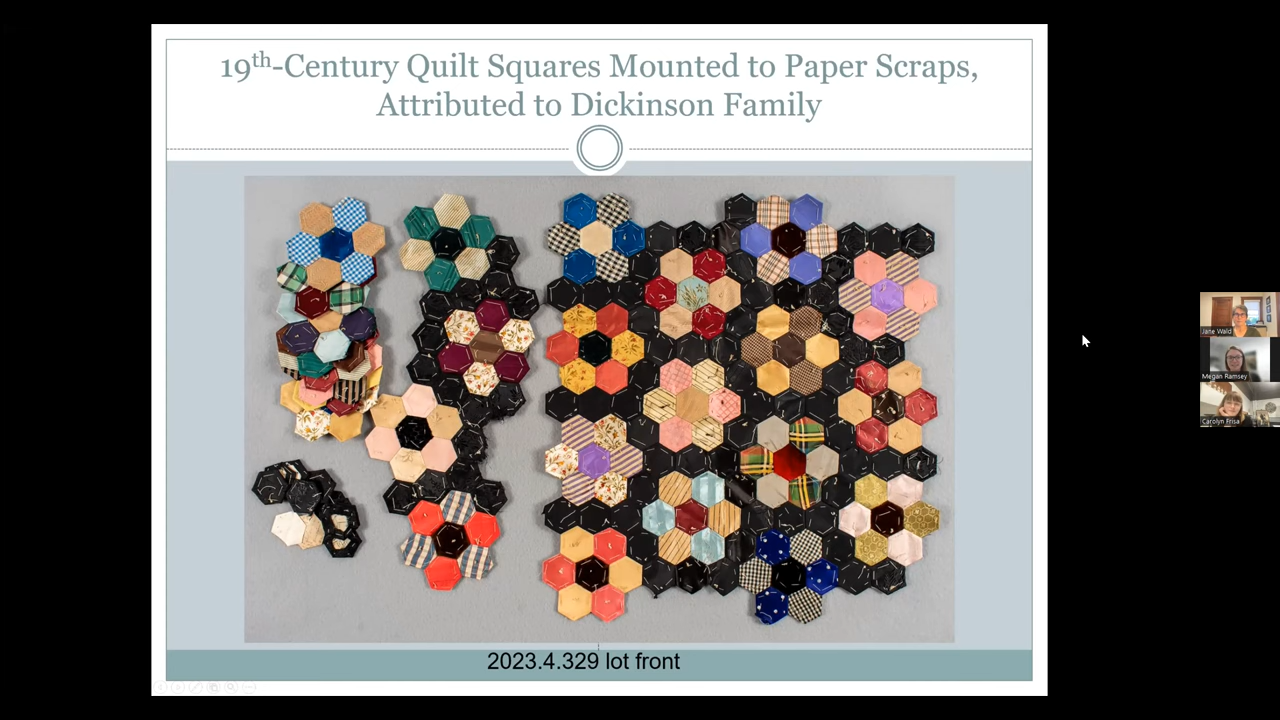 19th-Century Quilt Squares Mounted to Paper Scraps,
Attributed to Dickinson Family
2023.4.329 lot front
Jane Wald
Megan Ramsey
Carolyn Frisa